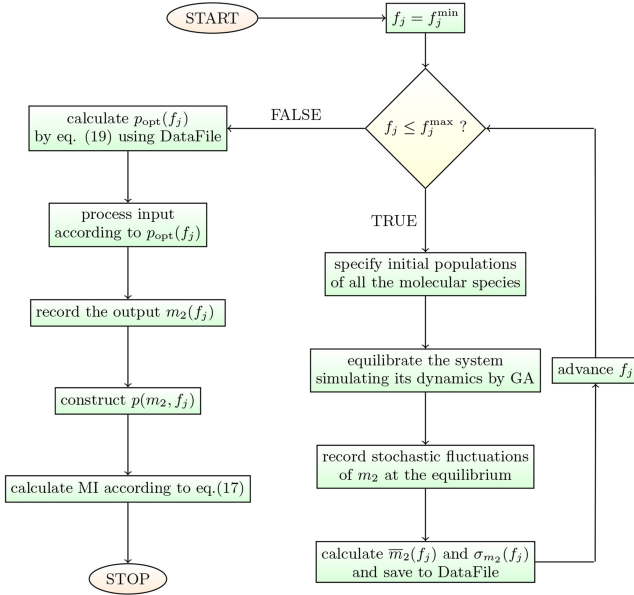 START
f_j = f_j^min
f_j ≤ f_j^max ?
FALSE
TRUE
calculate p_opt(f_j)
by eq. (19) using DataFile
process input
according to p_opt(f_j)
record the output m_2(f_j)
construct p(m_2, f_j)
calculate MI according to eq.(17)
STOP
specify initial populations
of all the molecular species
equilibrate the system
simulating its dynamics by GA
record stochastic fluctuations
of m_2 at the equilibrium
calculate m̅_2(f_j) and σ_{m_2}(f_j)
and save to DataFile
advance f_j